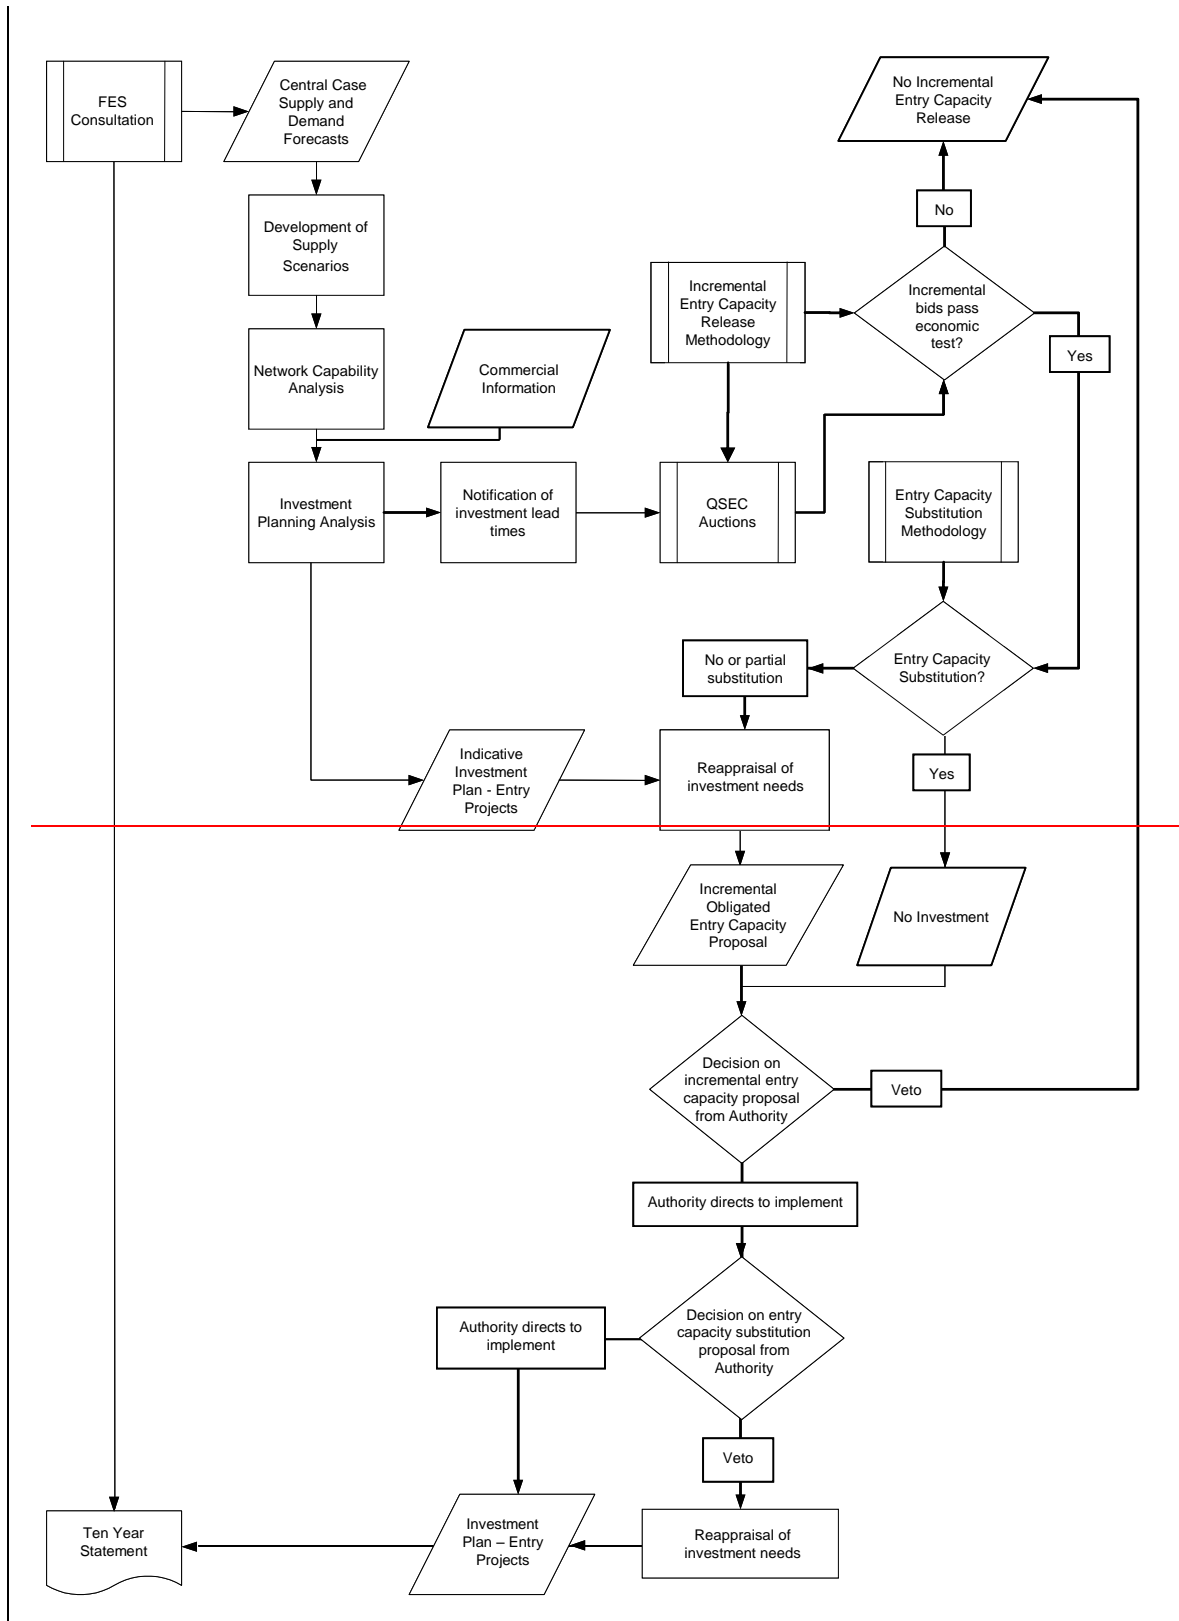 FES
Consultation
Central Case
Supply and
Demand
Forecasts
No Incremental
Entry Capacity
Release
Development of
Supply
Scenarios
No
Incremental
Entry Capacity
Release
Methodology
Incremental
bids pass
economic
test?
Yes
Network Capability
Analysis
Commercial
Information
Investment
Planning Analysis
Notification of
investment lead
times
QSEC
Auctions
Entry Capacity
Substitution
Methodology
No or partial
substitution
Entry Capacity
Substitution?
Indicative
Investment
Plan - Entry
Projects
Reappraisal of
investment needs
Yes
Incremental
Obligated
Entry Capacity
Proposal
No Investment
Decision on
incremental entry
capacity proposal
from Authority
Veto
Authority directs to implement
Authority directs to
implement
Decision on entry
capacity substitution
proposal from
Authority
Veto
Ten Year
Statement
Investment
Plan – Entry
Projects
Reappraisal of
investment needs